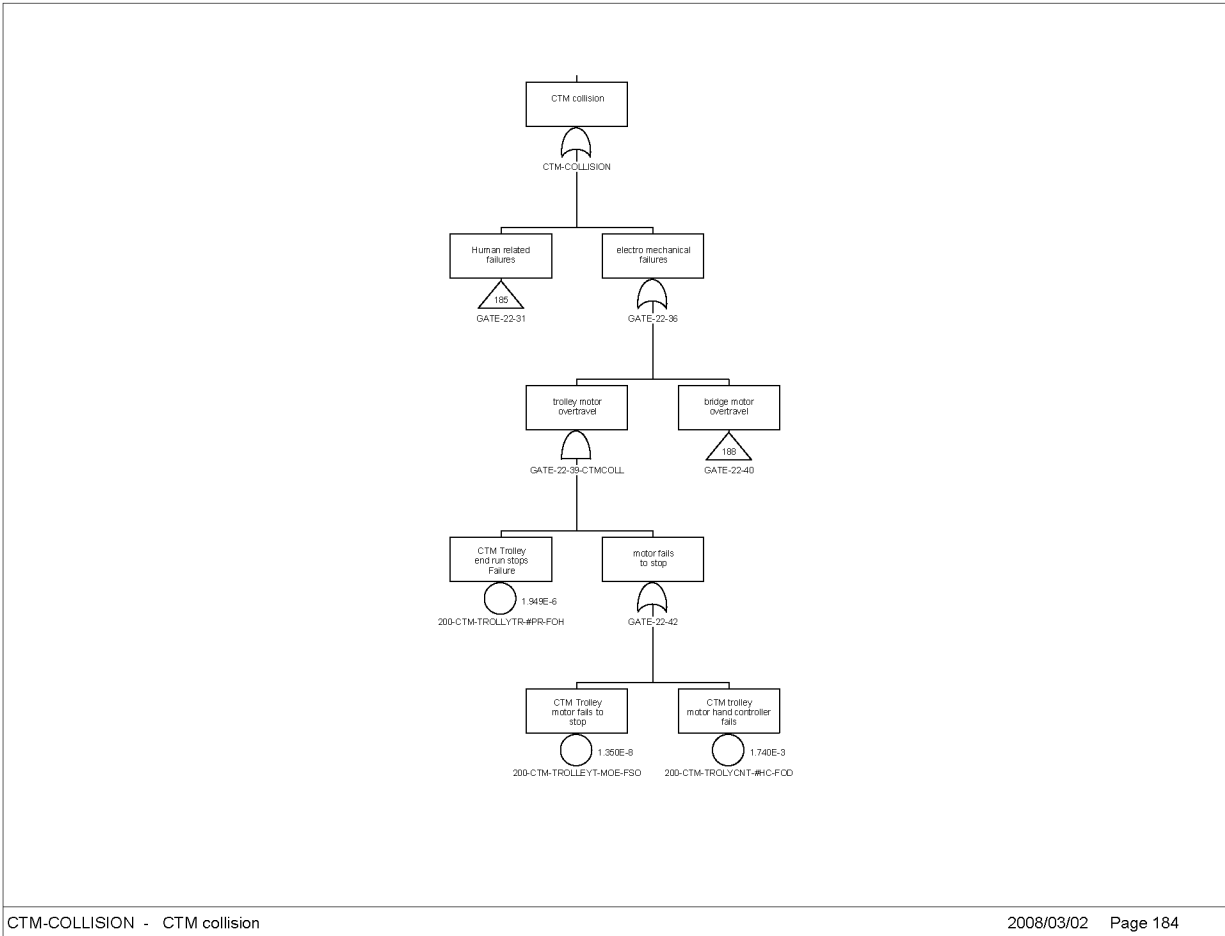 CTM collision
CTM-COLLISION
Human related
failures
185
GATE-22-31
electro mechanical
failures
GATE-22-36
trolley motor
overtravel
GATE-22-39-CTMCOLL
bridge motor
overtravel
188
GATE-22-40
CTM Trolley
end run stops
Failure
1.949E-6
200-CTM-TROLLYTR-#PR-FOH
motor fails
to stop
GATE-22-42
CTM Trolley
motor fails to
stop
1.350E-8
200-CTM-TROLLEYT-MOE-FSO
CTM trolley
motor hand controller
fails
1.740E-3
200-CTM-TROLYCNT-#HC-FOD
CTM-COLLISION - CTM collision
2008/03/02 Page 184